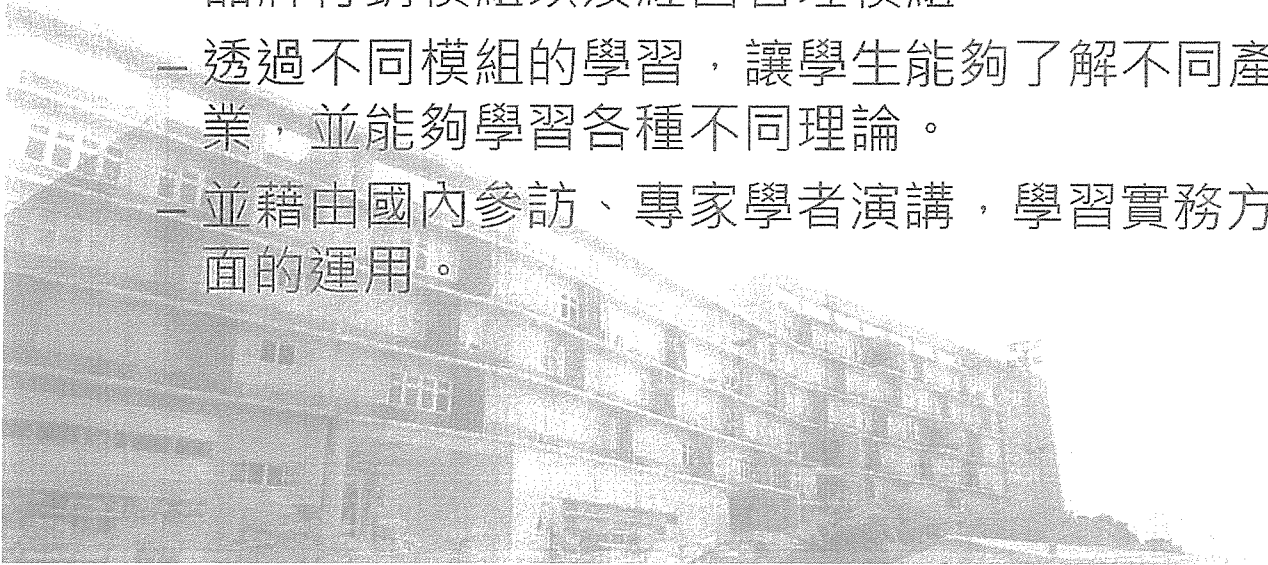 – 透過不同模組的學習，讓學生能夠了解不同產
業，並能夠學習各種不同理論。
– 並藉由國內參訪、專家學者演講，學習實務方
面的運用。